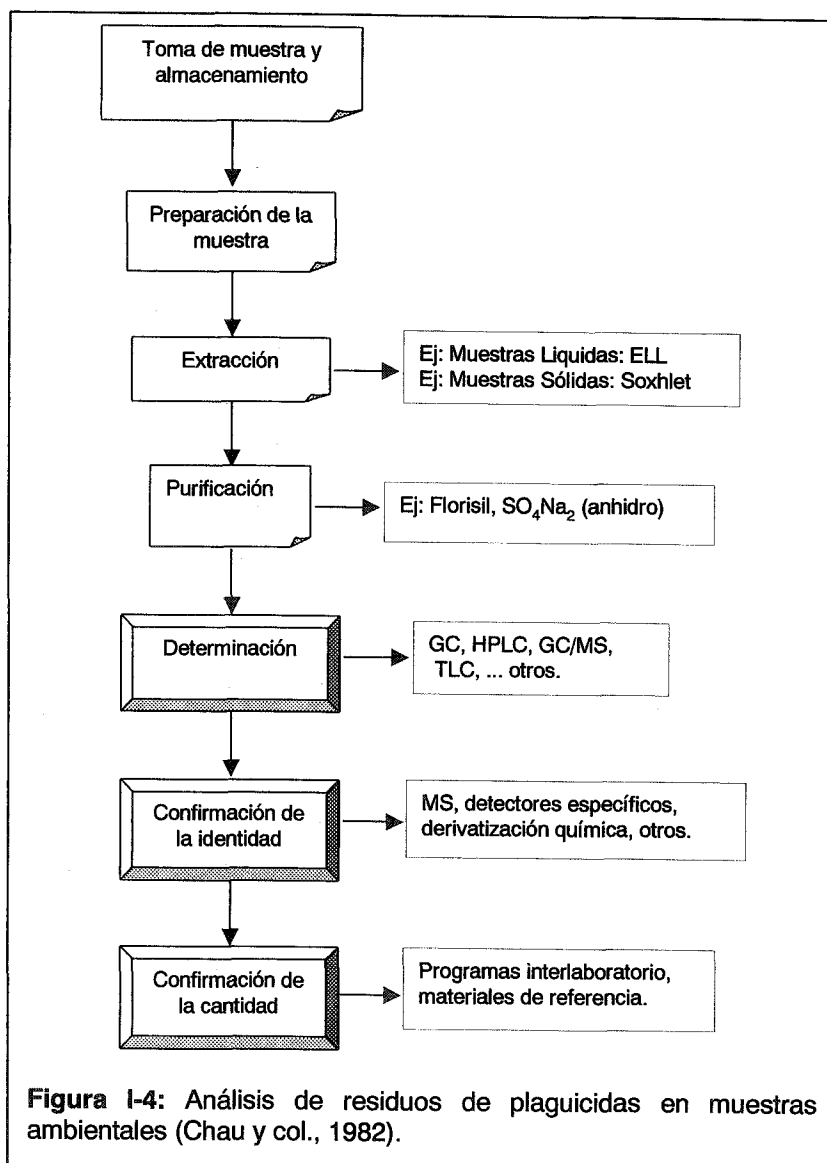 Toma de muestra y
almacenamiento
Preparación de la
muestra
Extracción
Ej: Muestras Liquidas: ELL
Ej: Muestras Sólidas: Soxhlet
Purificación
Ej: Florisil, SO₄Na₂ (anhidro)
Determinación
GC, HPLC, GC/MS,
TLC, ... otros.
Confirmación de
la identidad
MS, detectores específicos,
derivatización química, otros.
Confirmación de
la cantidad
Programas interlaboratorio,
materiales de referencia.
Figura I-4: Análisis de residuos de plaguicidas en muestras
ambientales (Chau y col., 1982).